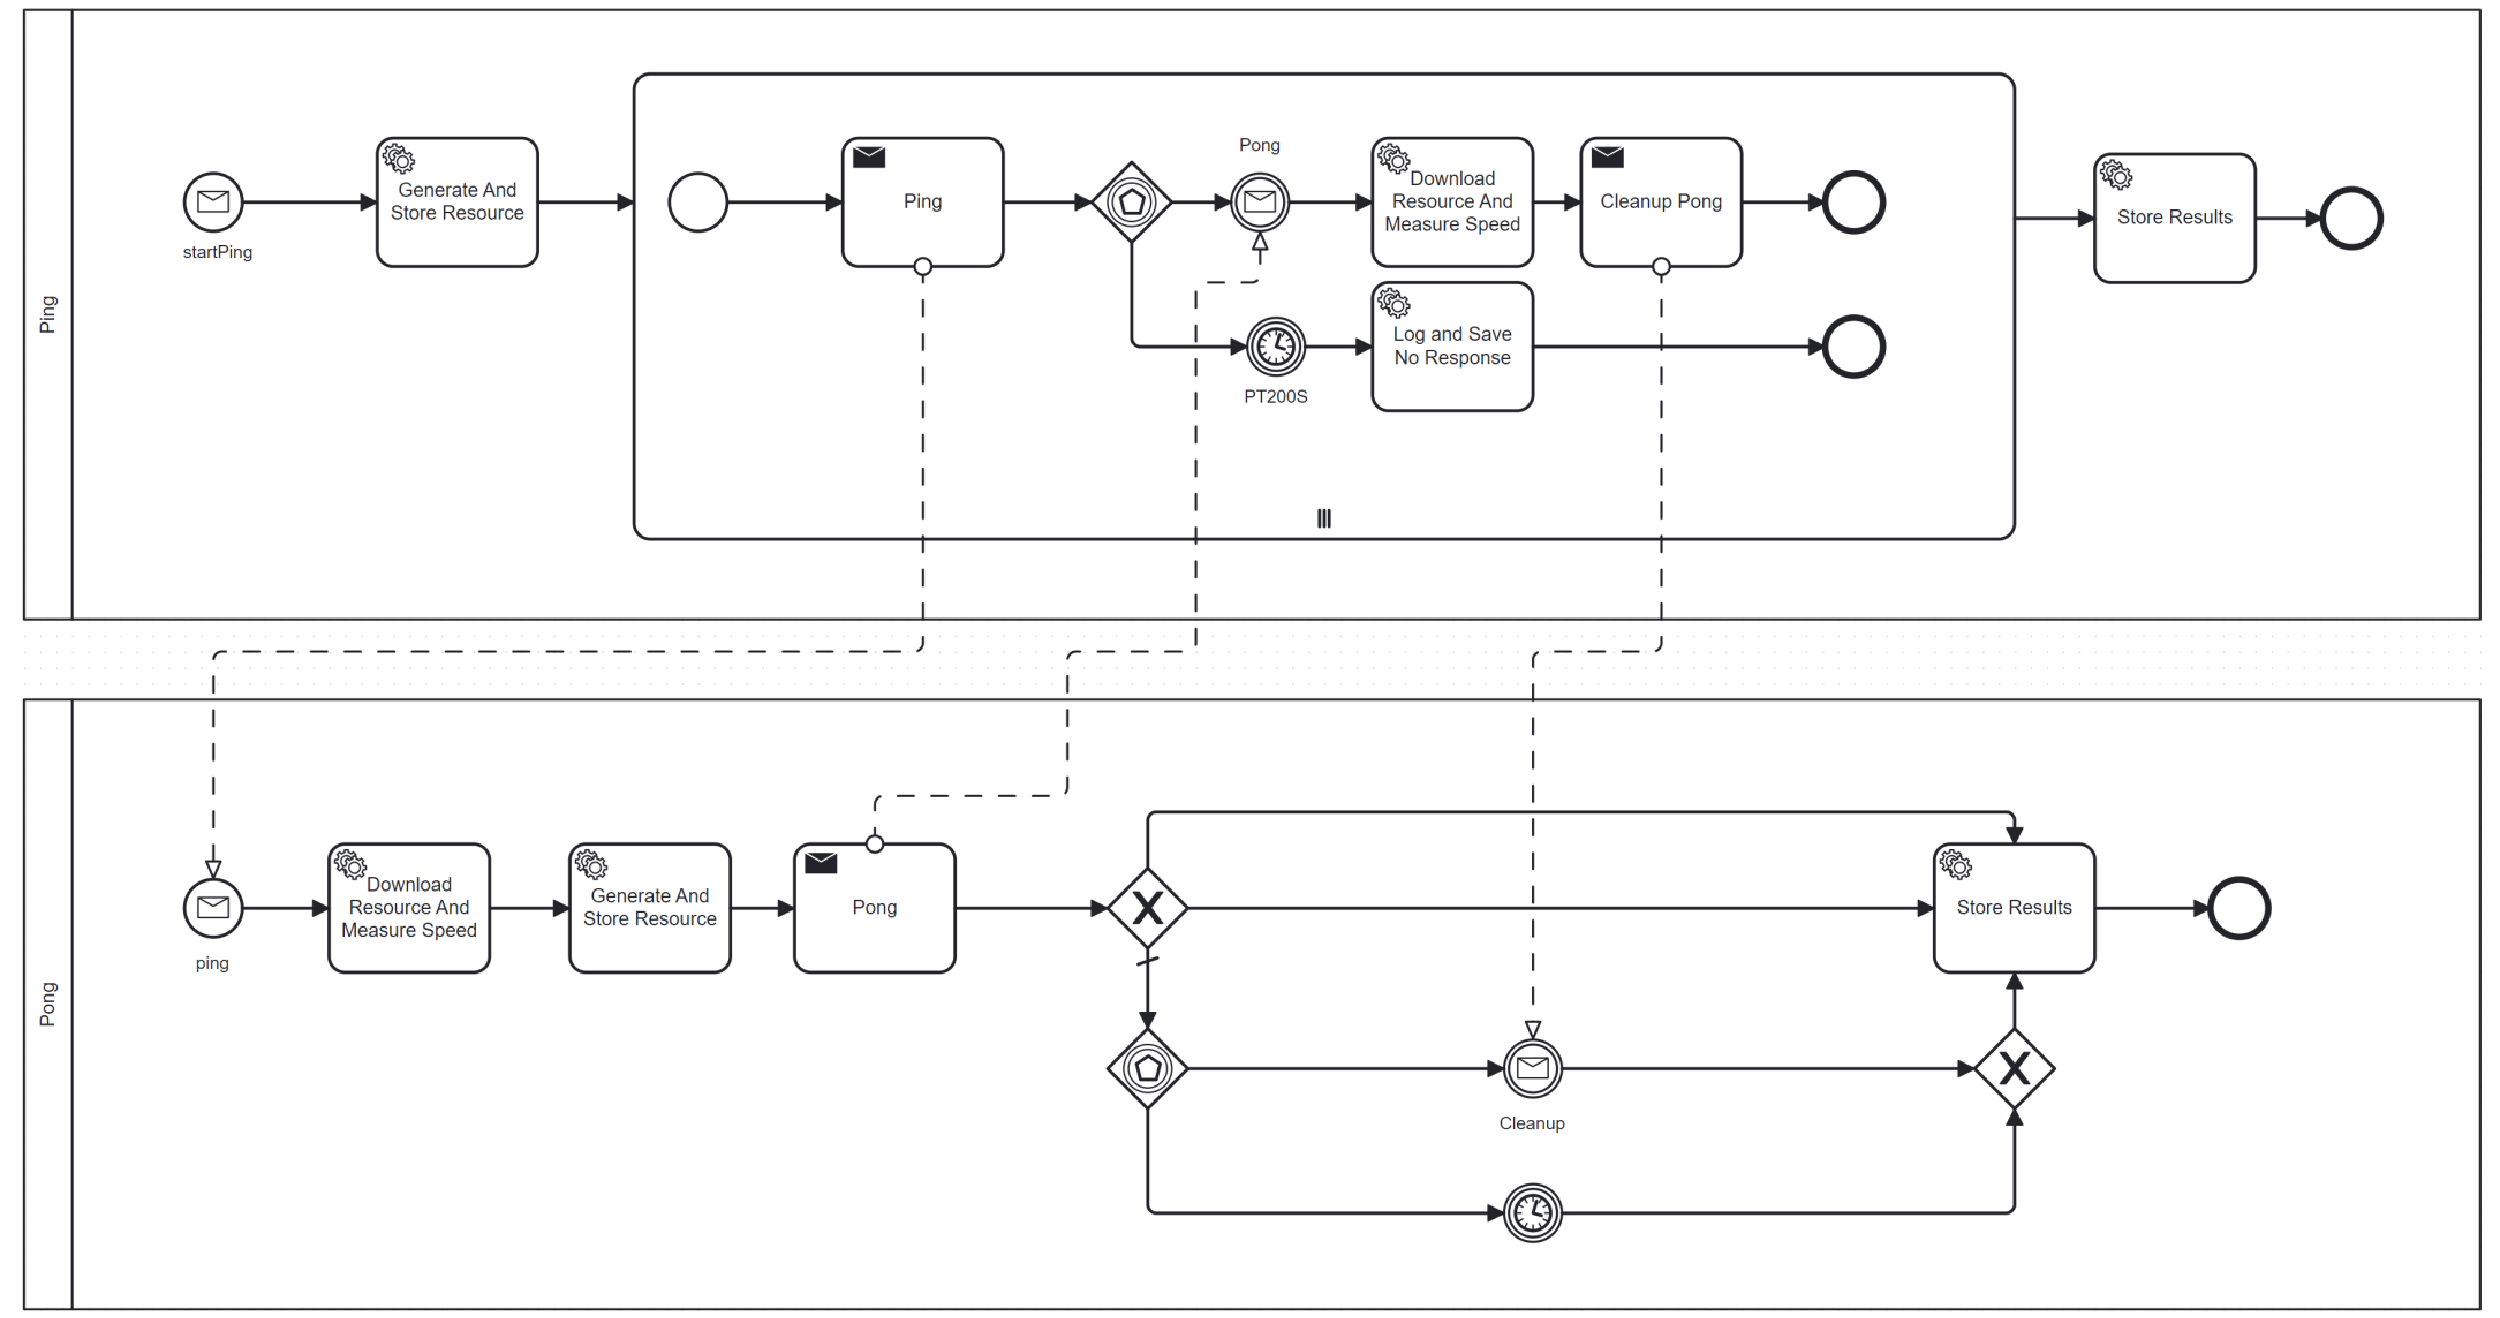 Ping
startPing
Generate And
Store Resource
Ping
Pong
Download
Resource And
Measure Speed
Cleanup Pong
PT200S
Log and Save
No Response
Store Results
Pong
ping
Download
Resource And
Measure Speed
Generate And
Store Resource
Pong
Cleanup
Store Results